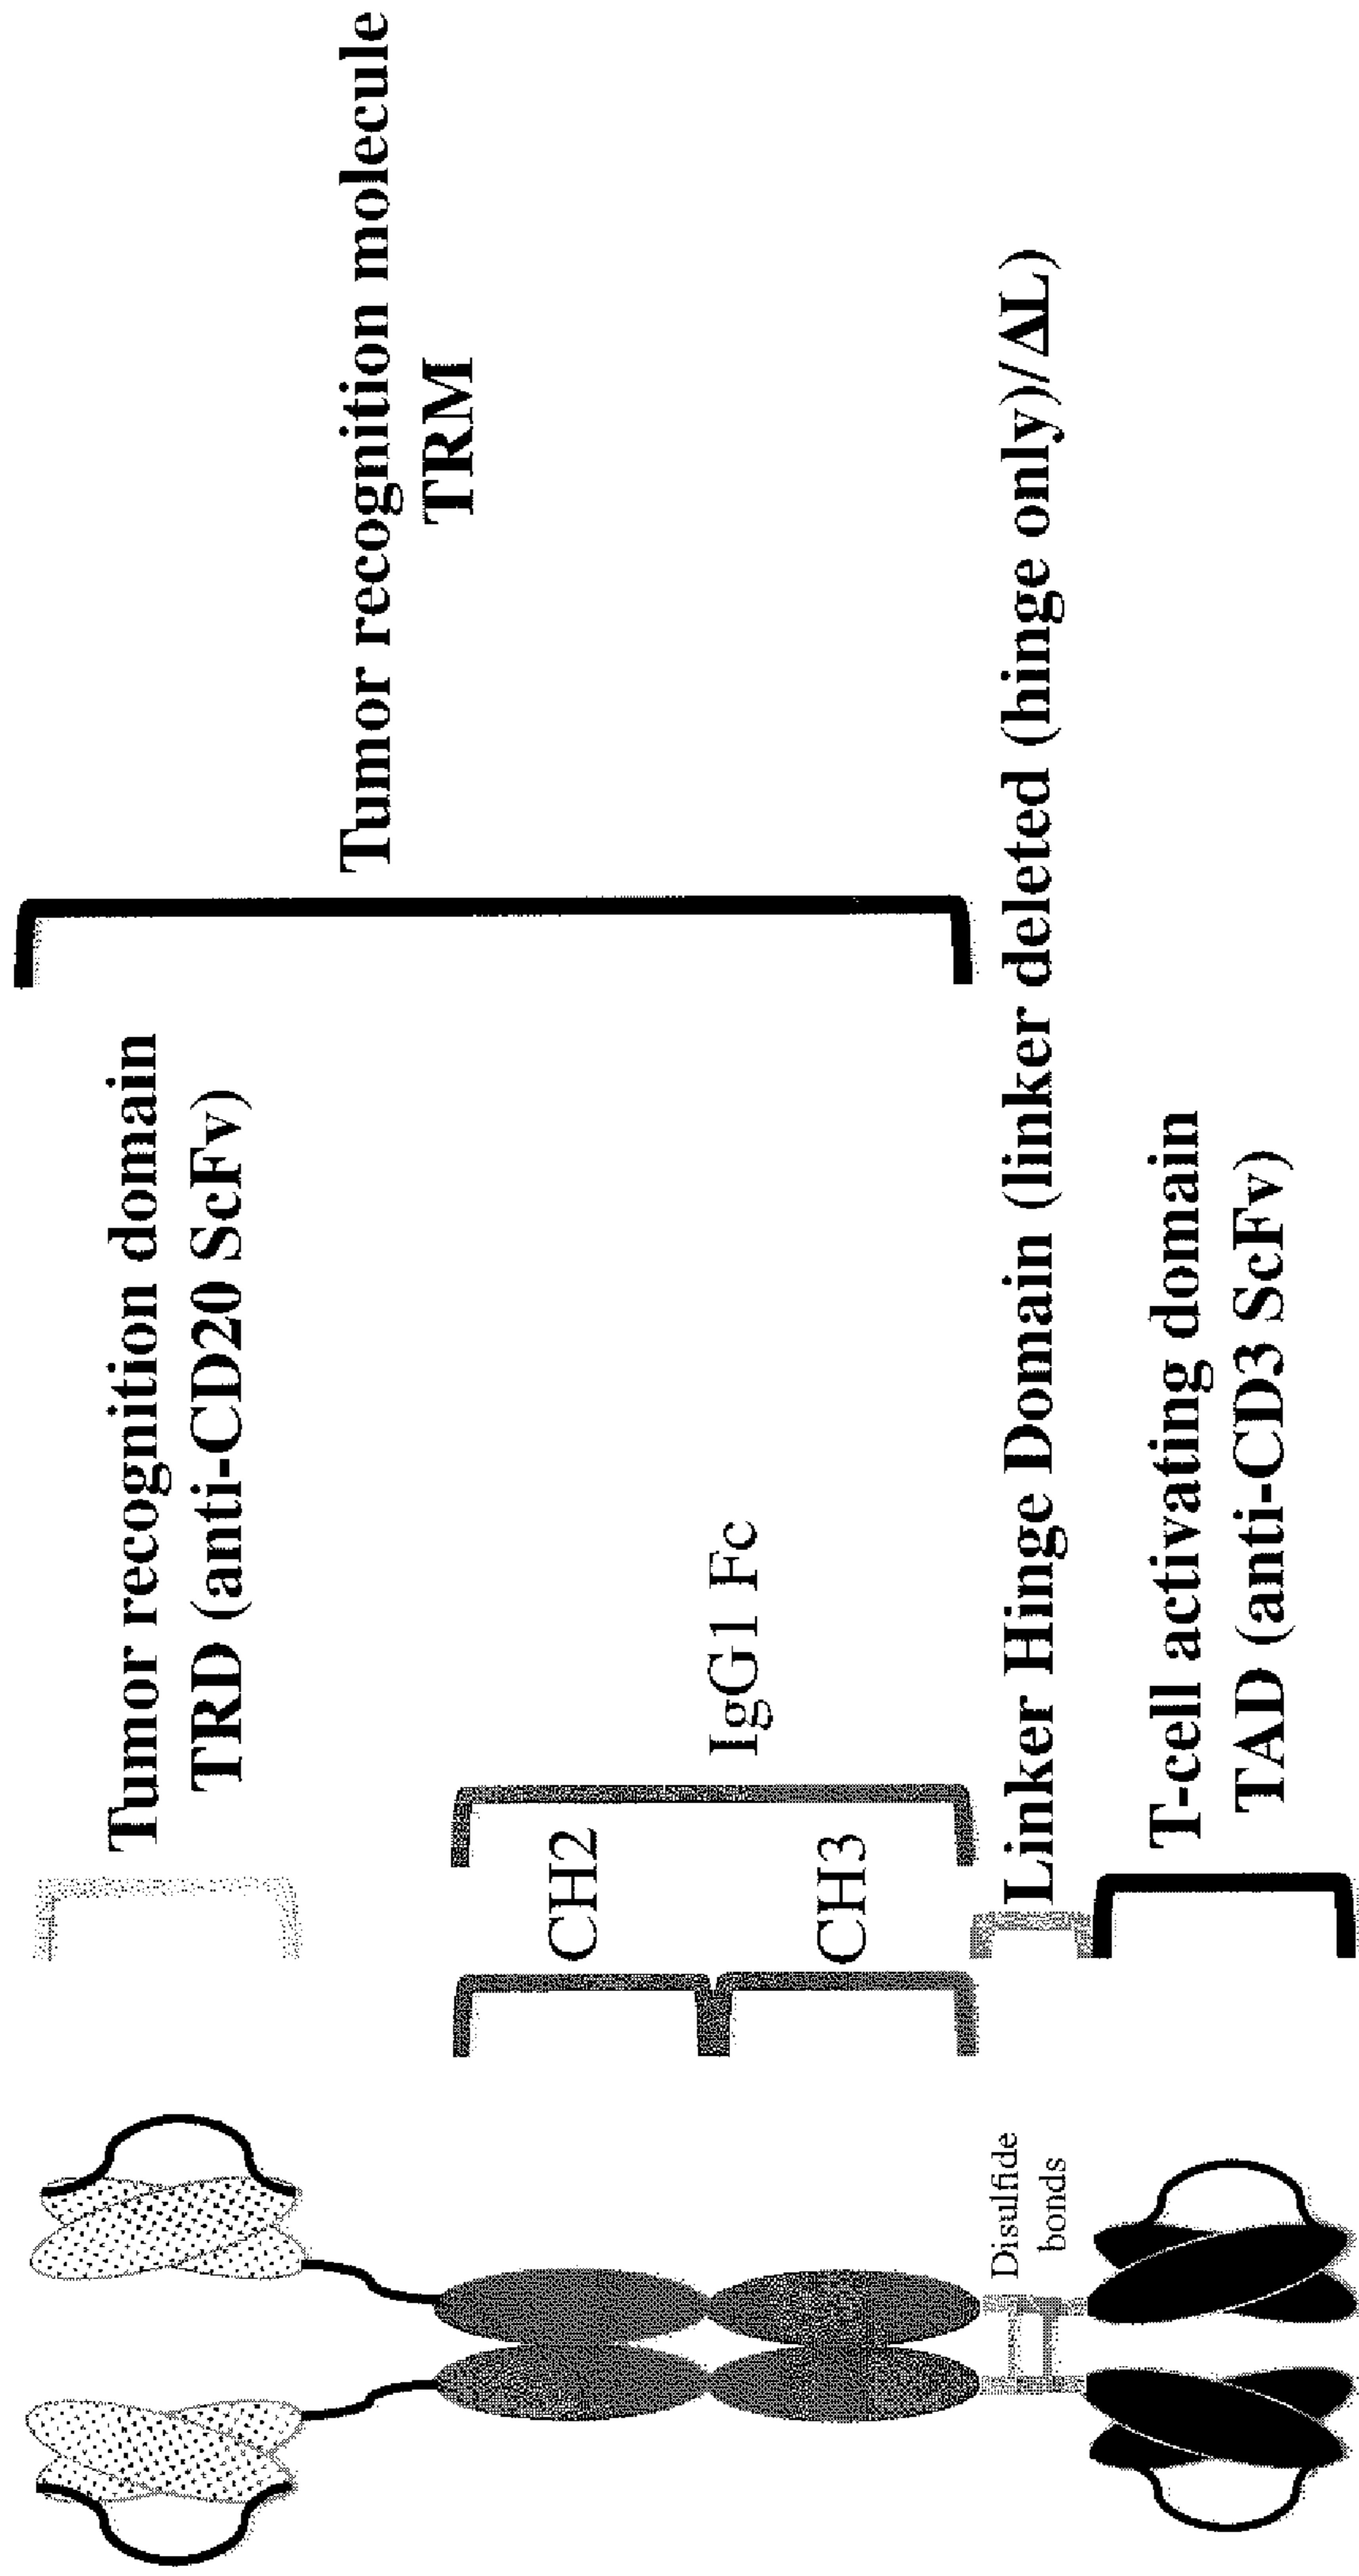 Tumor recognition domain
TRD (anti-CD20 ScFv)
Tumor recognition molecule
TRM
CH2
IgG1 Fc
CH3
Disulfide
bonds
Linker Hinge Domain (linker deleted (hinge only)/ΔL)
T-cell activating domain
TAD (anti-CD3 ScFv)